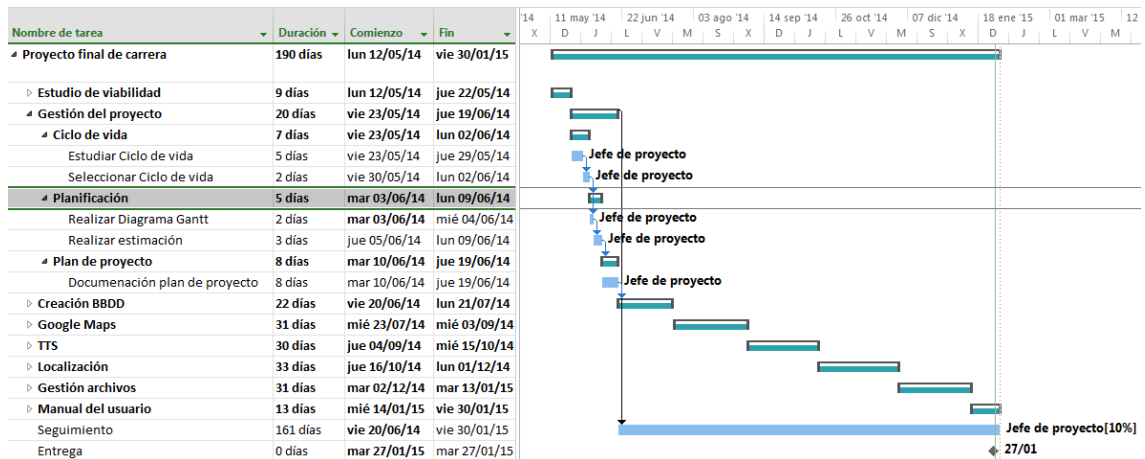 '14 11 may '14 22 jun '14 03 ago '14 14 sep '14 26 oct '14 07 dic '14 18 ene '15 01 mar '15 12
Nombre de tarea Duración Comienzo Fin X D J L V M S X D J L V M S X D J L V M
Proyecto final de carrera 190 días lun 12/05/14 vie 30/01/15
Estudio de viabilidad 9 días lun 12/05/14 jue 22/05/14
Gestión del proyecto 20 días vie 23/05/14 jue 19/06/14
Ciclo de vida 7 días vie 23/05/14 lun 02/06/14
Estudiar Ciclo de vida 5 días vie 23/05/14 jue 29/05/14 Jefe de proyecto
Seleccionar Ciclo de vida 2 días vie 30/05/14 lun 02/06/14 Jefe de proyecto
Planificación 5 días mar 03/06/14 lun 09/06/14
Realizar Diagrama Gantt 2 días mar 03/06/14 mié 04/06/14 Jefe de proyecto
Realizar estimación 3 días jue 05/06/14 lun 09/06/14 Jefe de proyecto
Plan de proyecto 8 días mar 10/06/14 jue 19/06/14
Documenación plan de proyecto 8 días mar 10/06/14 jue 19/06/14 Jefe de proyecto
Creación BBDD 22 días vie 20/06/14 lun 21/07/14
Google Maps 31 días mié 23/07/14 mié 03/09/14
TTS 30 días jue 04/09/14 mié 15/10/14
Localización 33 días jue 16/10/14 lun 01/12/14
Gestión archivos 31 días mar 02/12/14 mar 13/01/15
Manual del usuario 13 días mié 14/01/15 vie 30/01/15
Seguimiento 161 días vie 20/06/14 vie 30/01/15 Jefe de proyecto[10%]
Entrega 0 días mar 27/01/15 mar 27/01/15 27/01